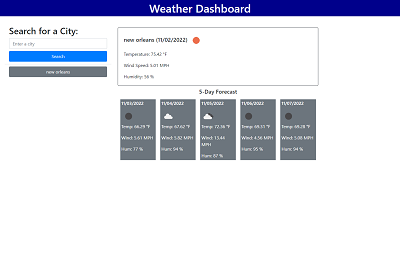 Weather Dashboard
Search for a City:
Enter a city
Search
new orleans
new orleans (11/02/2022)
Temperature: 75.42 °F
Wind Speed: 5.01 MPH
Humidity: 56 %
5-Day Forecast
11/03/2022
Temp: 66.29 °F
Wind: 5.61 MPH
Hum: 77 %
11/04/2022
Temp: 67.62 °F
Wind: 5.82 MPH
Hum: 94 %
11/05/2022
Temp: 72.36 °F
Wind: 13.44
MPH
Hum: 87 %
11/06/2022
Temp: 69.31 °F
Wind: 4.56 MPH
Hum: 95 %
11/07/2022
Temp: 69.28 °F
Wind: 5.08 MPH
Hum: 94 %